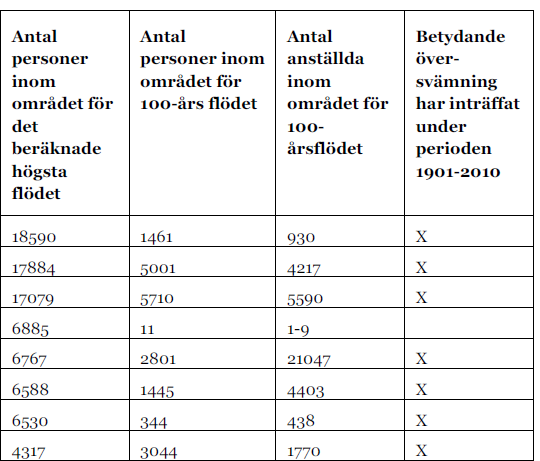 Antal
personer
inom
området för
det
beräknade
högsta
flödet
Antal
personer inom
området för
100-års flödet
Antal
anställda
inom
området för
100-
årsflödet
Betydande
över-
svämning
har inträffat
under
perioden
1901-2010
18590 1461 930 X
17884 5001 4217 X
17079 5710 5590 X
6885 11 1-9
6767 2801 21047 X
6588 1445 4403 X
6530 344 438 X
4317 3044 1770 X